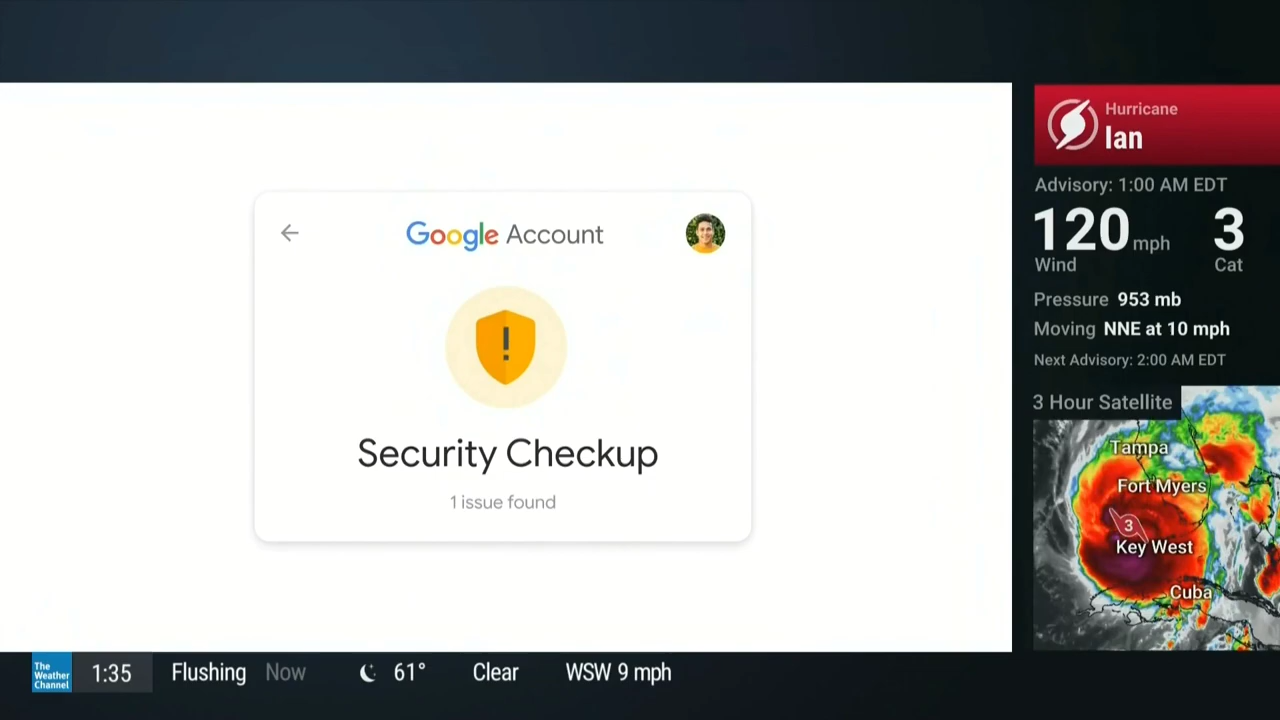 Google Account
!
Security Checkup
1 issue found
Hurricane
Ian
Advisory: 1:00 AM EDT
120 mph 3
Wind Cat
Pressure 953 mb
Moving NNE at 10 mph
Next Advisory: 2:00 AM EDT
3 Hour Satellite
Tampa
Fort Myers
3
Key West
Cuba
The
Weather
Channel
1:35 Flushing Now 61° Clear WSW 9 mph